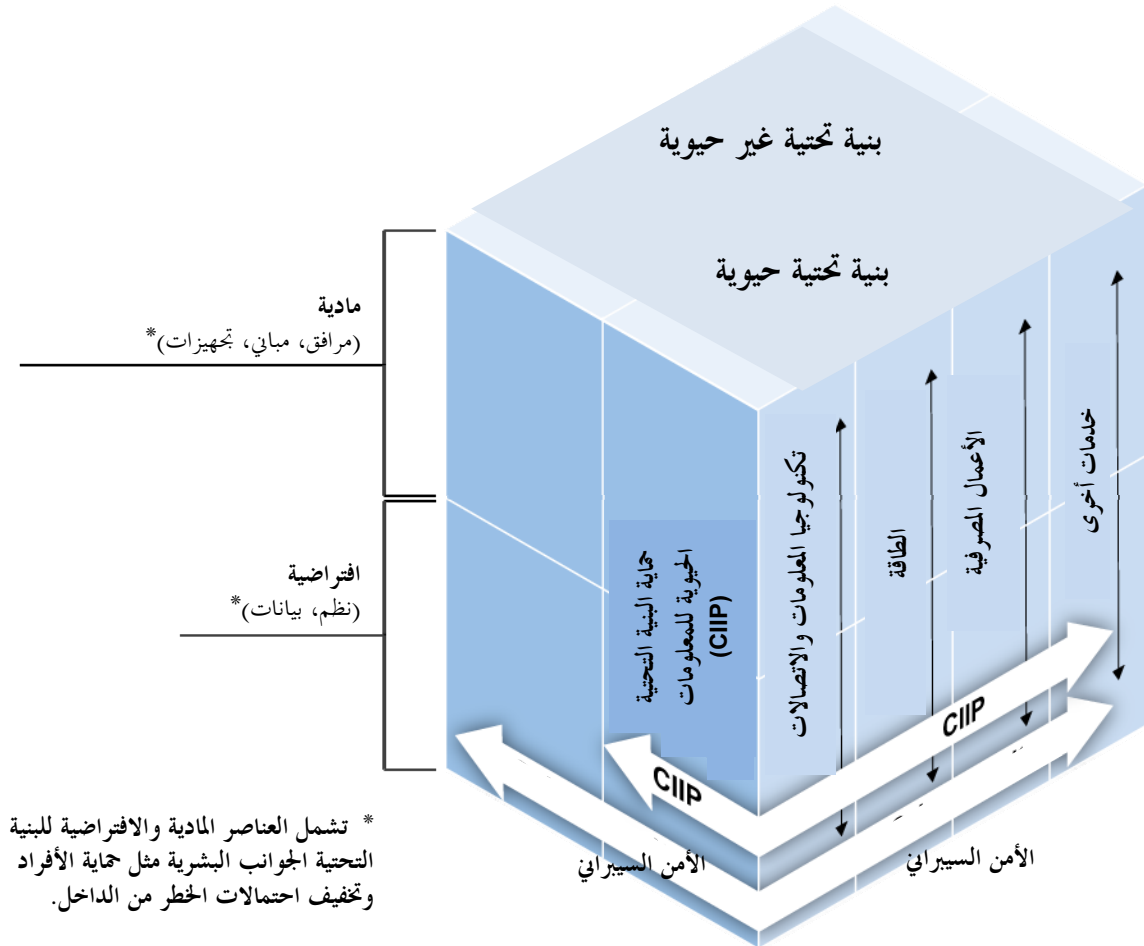 بنية تحتية غير حيوية
بنية تحتية حيوية
مادية
(مرافق، مباني، تجهيزات)*
افتراضية
(نظم، بيانات)*
حماية البنية التحتية
الحيوية للمعلومات
(CIIP)
تكنولوجيا المعلومات والاتصالات
الطاقة
الأعمال المصرفية
خدمات أخرى
CIIP
CIIP
الأمن السيبراني
الأمن السيبراني
* تشمل العناصر المادية والافتراضية للبنية
التحتية الجوانب البشرية مثل حماية الأفراد
وتخفيف احتمالات الخطر من الداخل.